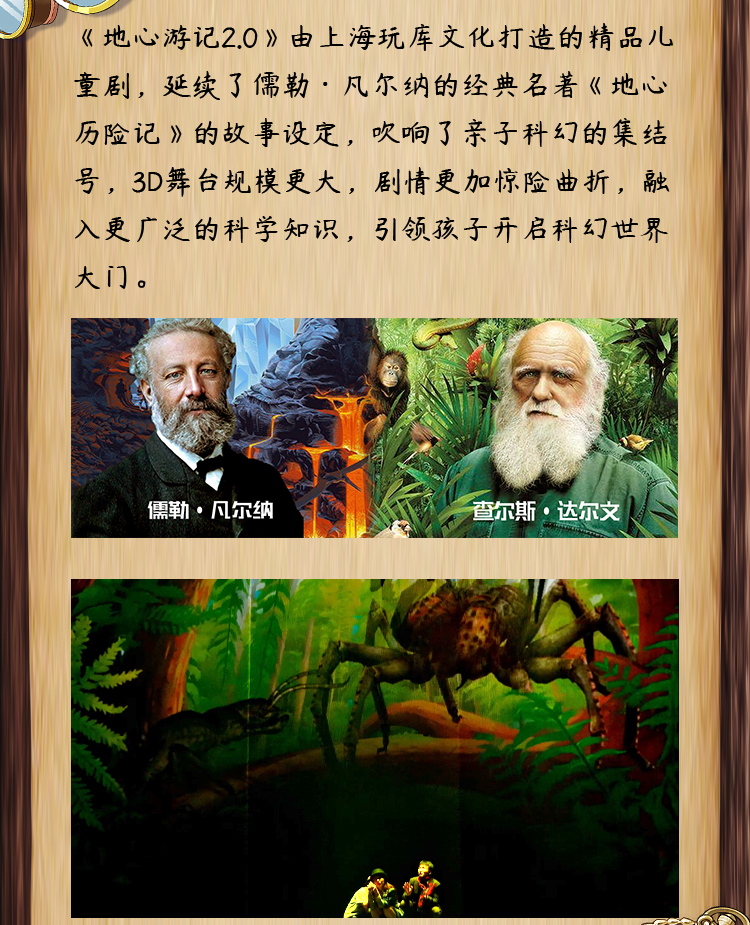 《地心游记2.0》由上海玩库文化打造的精品儿
童剧，延续了儒勒·凡尔纳的经典名著《地心
历险记》的故事设定，吹响了亲子科幻的集结
号，3D舞台规模更大，剧情更加惊险曲折，融
入更广泛的科学知识，引领孩子开启科幻世界
大门。
儒勒·凡尔纳
查尔斯·达尔文